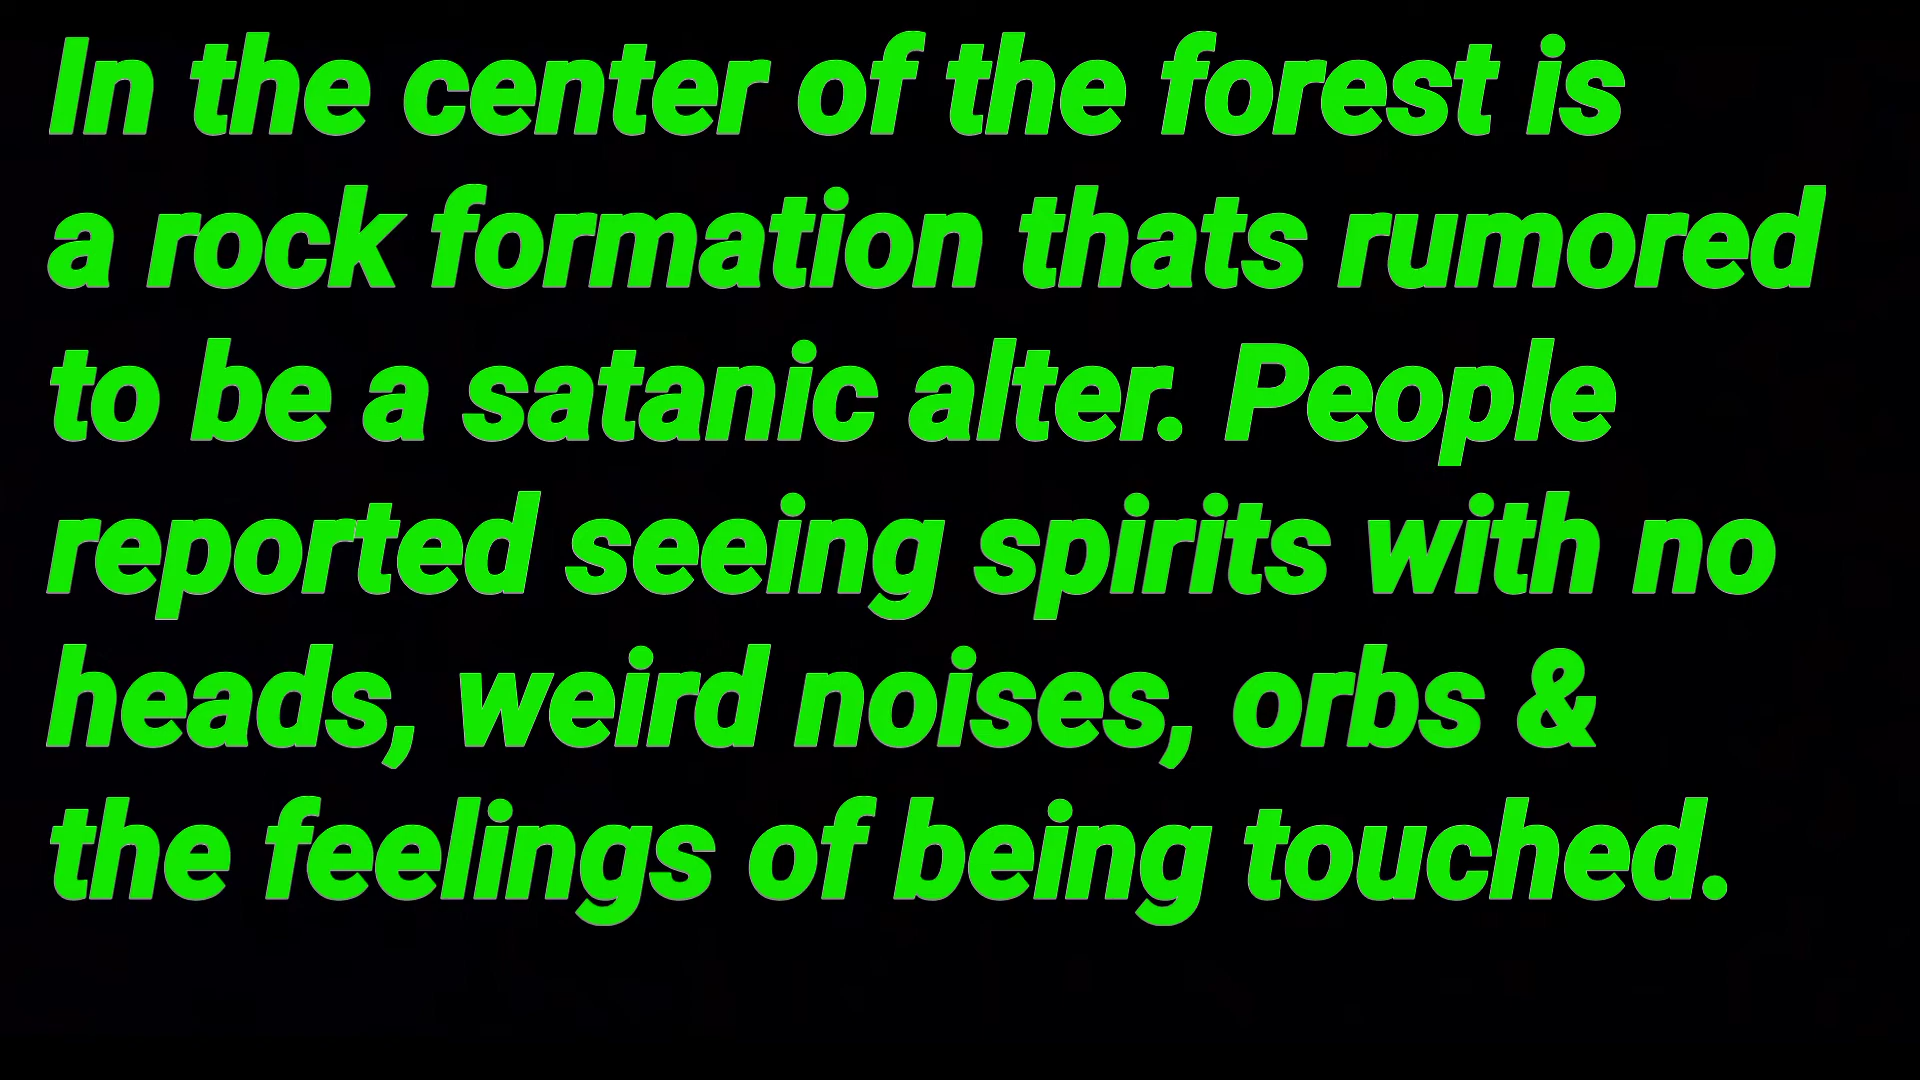 In the center of the forest is
a rock formation thats rumored
to be a satanic alter. People
reported seeing spirits with no
heads, weird noises, orbs &
the feelings of being touched.